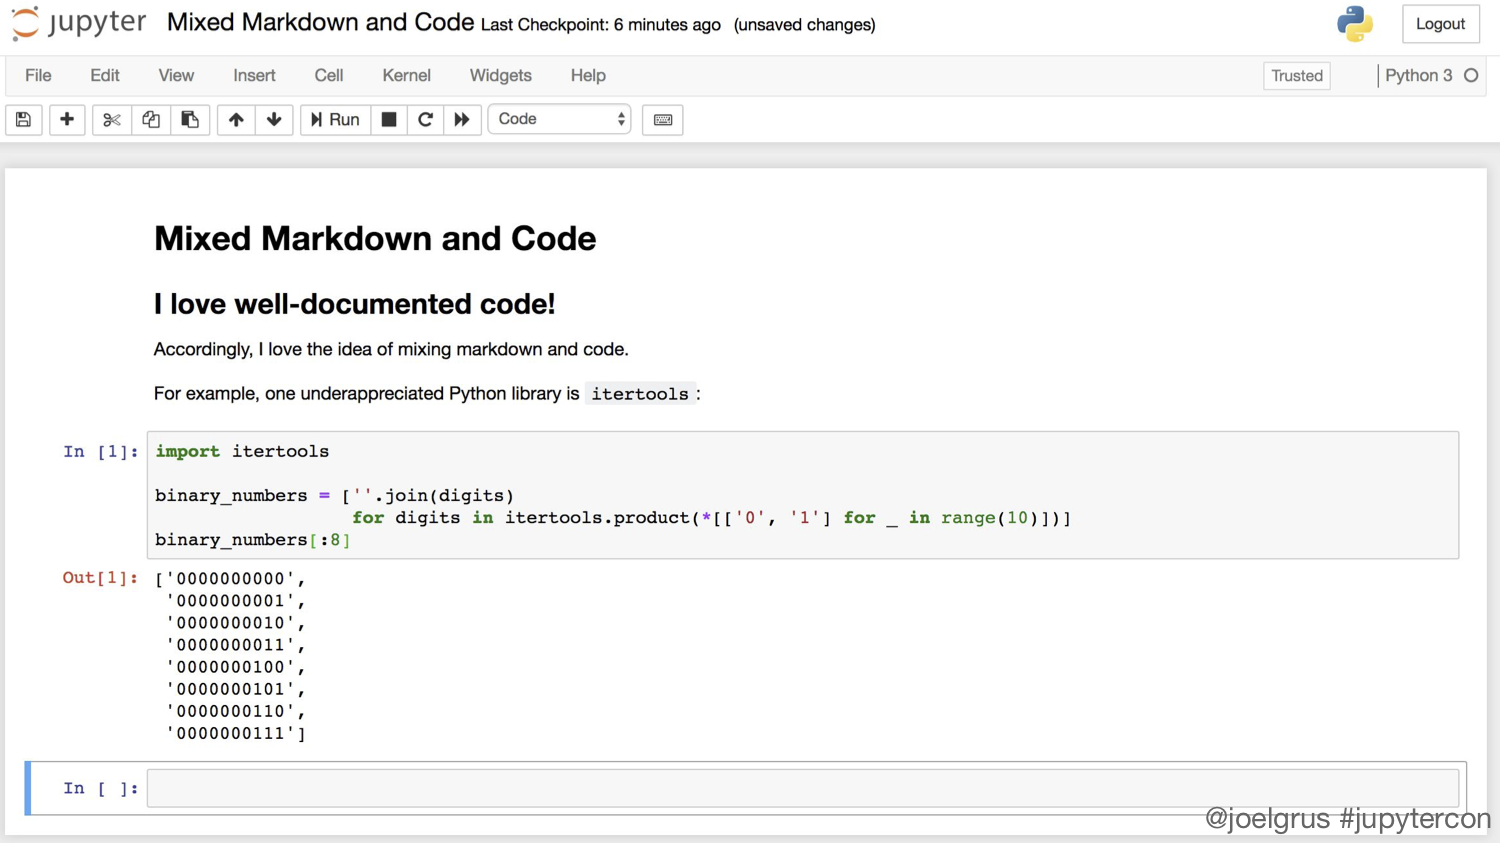 jupyter Mixed Markdown and Code Last Checkpoint: 6 minutes ago (unsaved changes) Logout
File Edit View Insert Cell Kernel Widgets Help Trusted Python 3
Run Code
Mixed Markdown and Code
I love well-documented code!
Accordingly, I love the idea of mixing markdown and code.
For example, one underappreciated Python library is itertools :
In [1]: import itertools
binary_numbers = [''.join(digits)
for digits in itertools.product(*[['0', '1'] for _ in range(10)])]
binary_numbers[:8]
Out[1]: ['0000000000',
'0000000001',
'0000000010',
'0000000011',
'0000000100',
'0000000101',
'0000000110',
'0000000111']
In [ ]:
@joelgrus #jupytercon